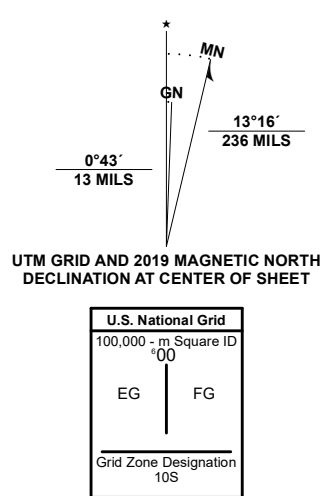 ★
MN
GN
13°16´
236 MILS
0°43´
13 MILS
UTM GRID AND 2019 MAGNETIC NORTH
DECLINATION AT CENTER OF SHEET
U.S. National Grid
100,000 - m Square ID
⁶00
EG FG
Grid Zone Designation
10S